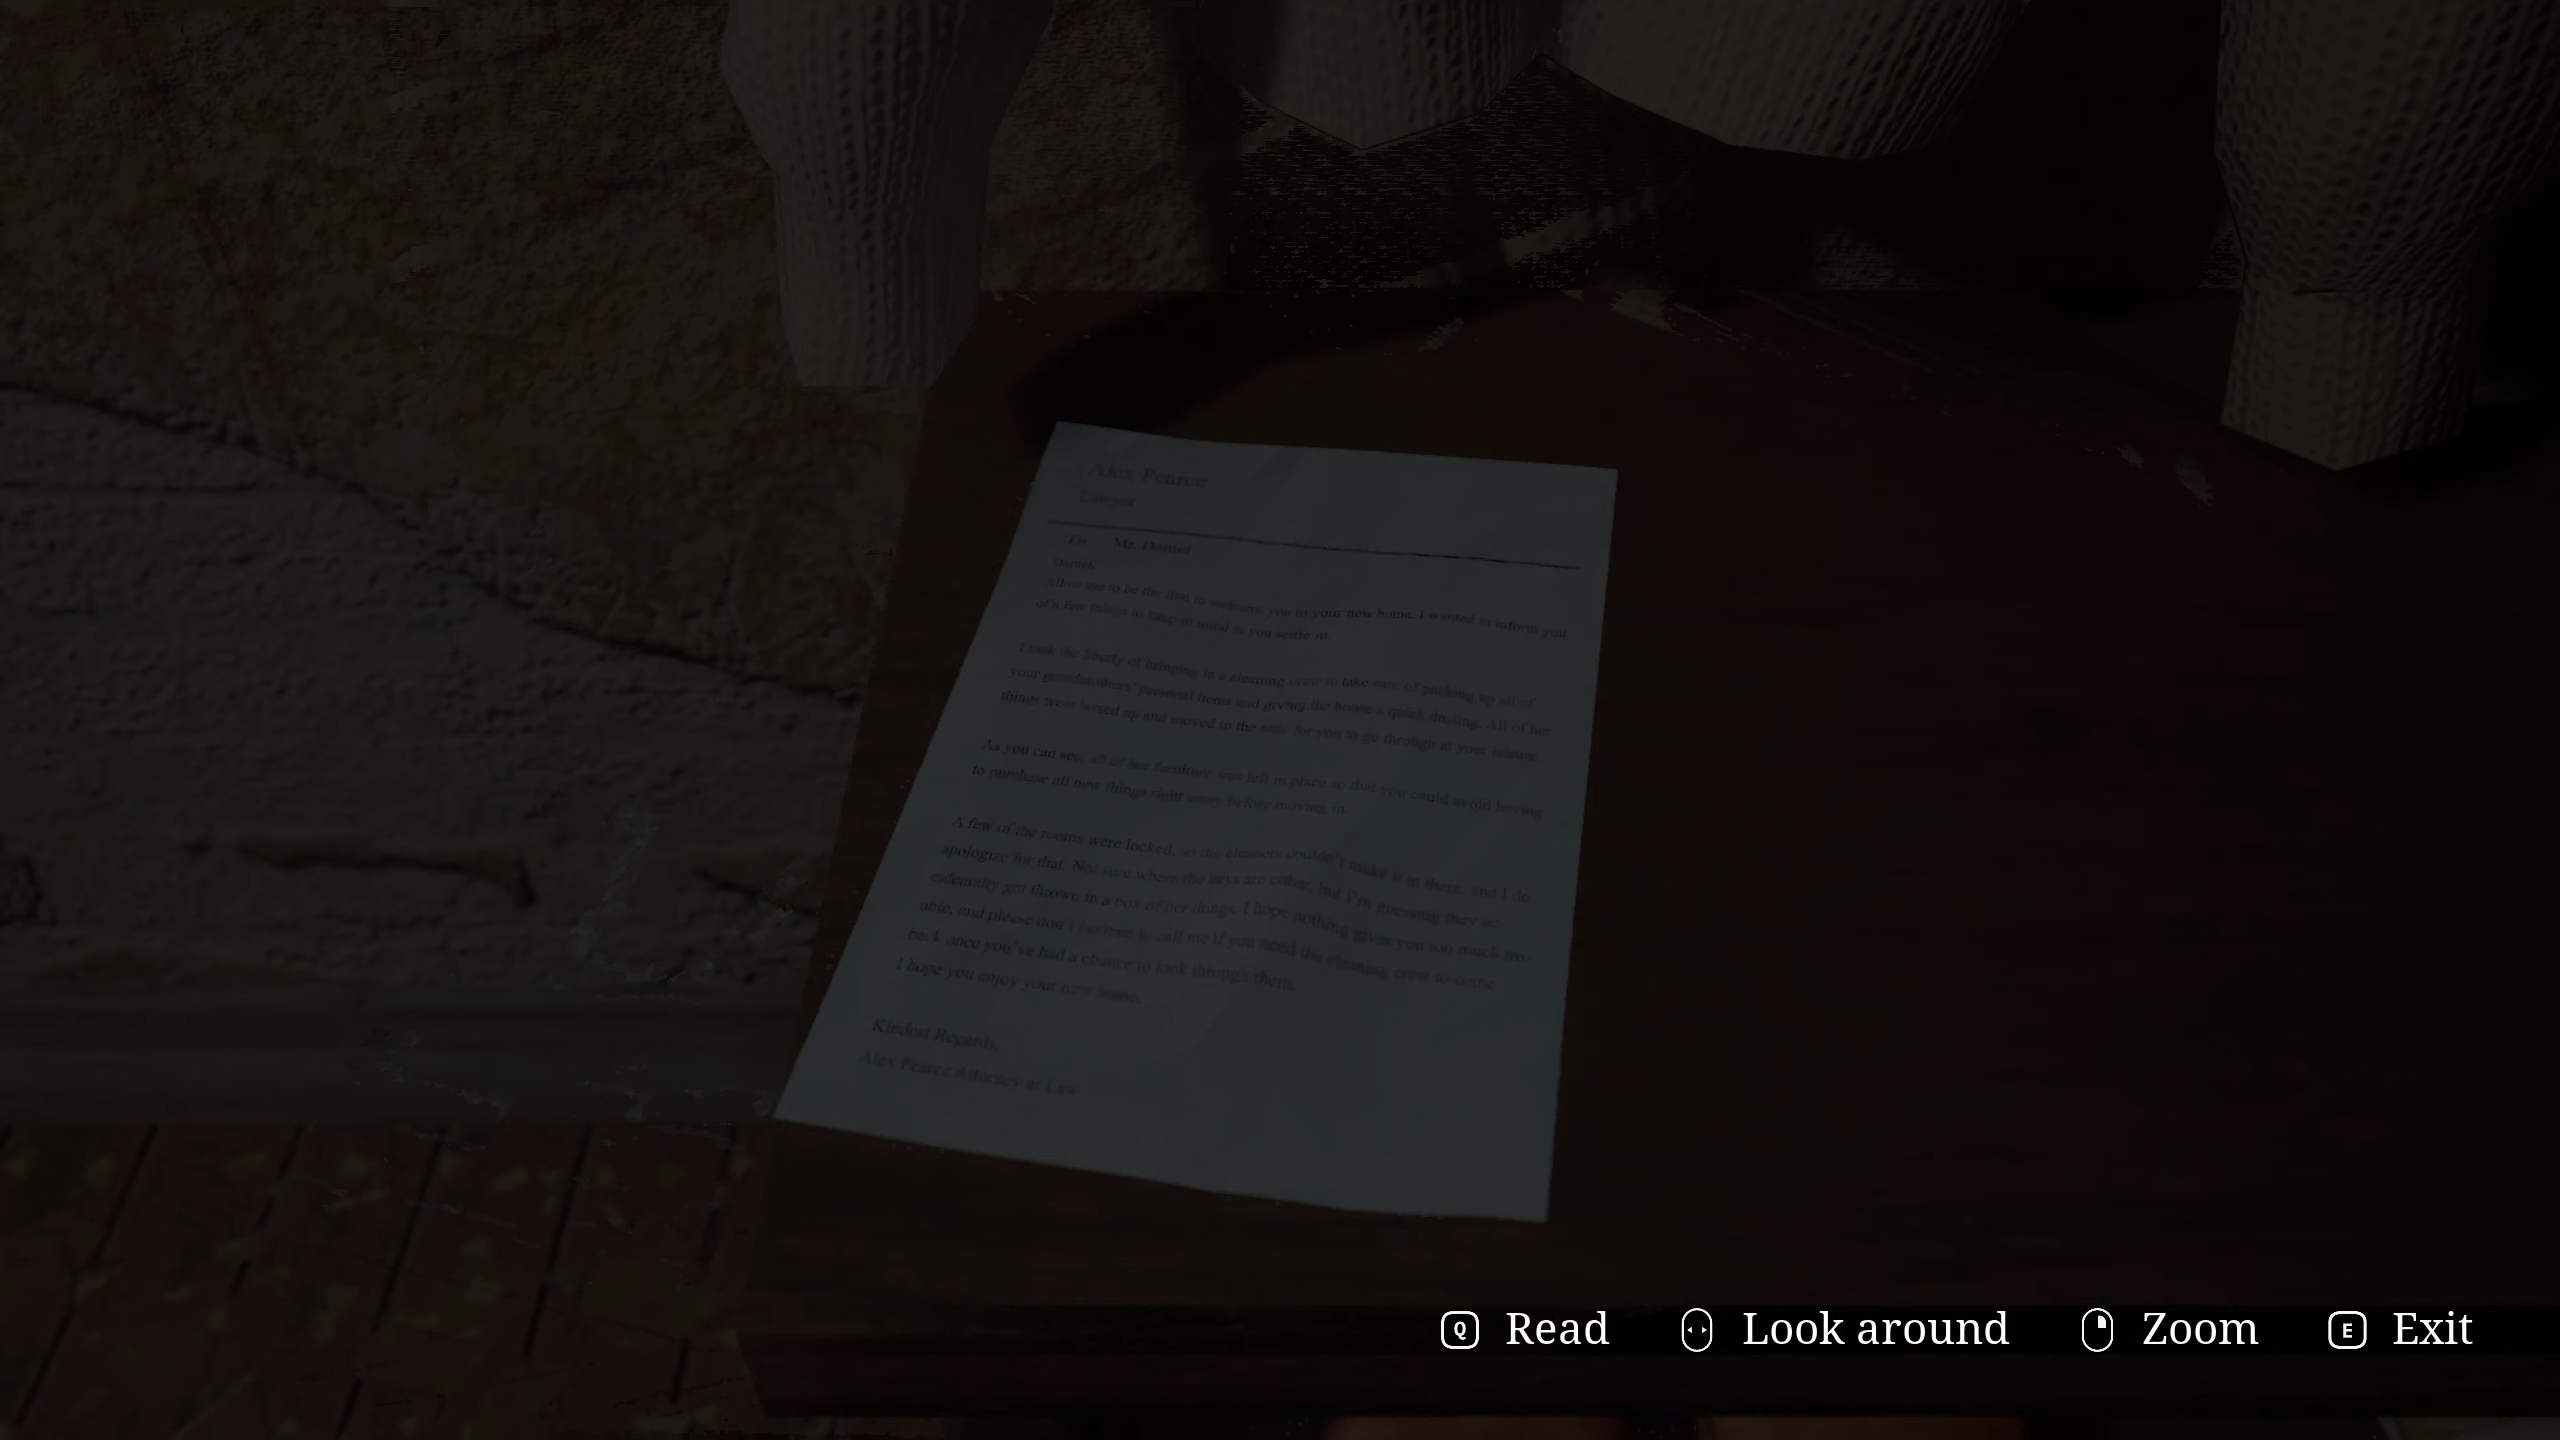 Alex Pearce
Lawyer
To Mr. Daniel
Daniel,
Allow me to be the first to welcome you to your new home. I wanted to inform you
of a few things to keep in mind as you settle in.
I took the liberty of bringing in a cleaning crew to take care of packing up all of
your grandmothers' personal items and giving the house a quick dusting. All of her
things were boxed up and moved to the attic for you to go through at your leisure.
As you can see, all of her furniture was left in place so that you could avoid having
to purchase all new things right away before moving in.
A few of the rooms were locked, so the cleaners couldn't make it in there, and I do
apologize for that. Not sure where the keys are either, but I'm guessing they ac-
cidentally got thrown in a box of her things. I hope nothing gives you too much tro-
uble, and please don't hesitate to call me if you need the cleaning crew to come
back once you've had a chance to look through them.
I hope you enjoy your new home.
Kindest Regards,
Alex Pearce Attorney at Law
Q Read Look around Zoom E Exit